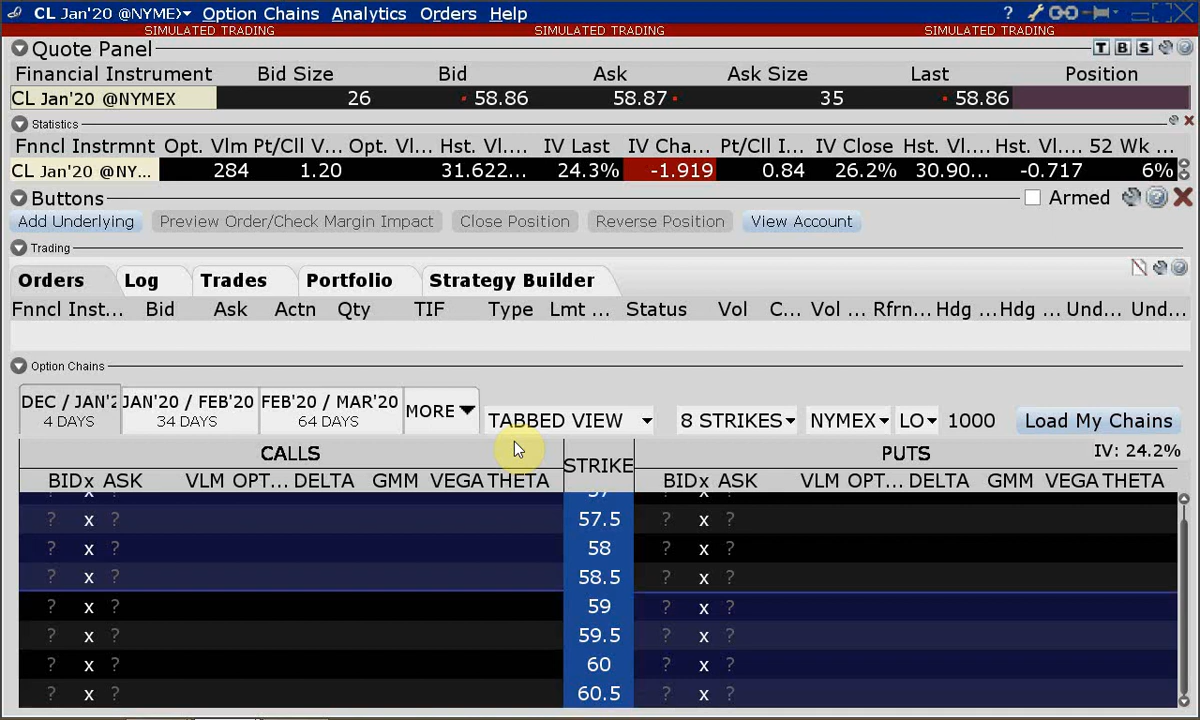 CL Jan'20 @NYMEX Option Chains Analytics Orders Help ?
SIMULATED TRADING SIMULATED TRADING SIMULATED TRADING
Quote Panel T B S
Financial Instrument Bid Size Bid Ask Ask Size Last Position
CL Jan'20 @NYMEX 26 58.86 58.87 35 58.86
Statistics
Fnncl Instrmnt Opt. Vlm Pt/Cll V... Opt. Vl... Hst. Vl.... IV Last IV Cha... Pt/Cll I... IV Close Hst. Vl.... Hst. Vl.... 52 Wk ...
CL Jan'20 @NY... 284 1.20 31.622... 24.3% -1.919 0.84 26.2% 30.90... -0.717 6%
Buttons Armed
Add Underlying Preview Order/Check Margin Impact Close Position Reverse Position View Account
Trading
Orders Log Trades Portfolio Strategy Builder
Fnncl Inst... Bid Ask Actn Qty TIF Type Lmt ... Status Vol C... Vol ... Rfrn... Hdg ... Hdg ... Und... Und...
Option Chains
DEC / JAN'2 JAN'20 / FEB'20 FEB'20 / MAR'20 MORE TABBED VIEW 8 STRIKES NYMEX LO 1000 Load My Chains
4 DAYS 34 DAYS 64 DAYS
CALLS STRIKE PUTS IV: 24.2%
BID x ASK VLM OPT... DELTA GMM VEGA THETA BID x ASK VLM OPT... DELTA GMM VEGA THETA
? x ? 57 ? x ?
? x ? 57.5 ? x ?
? x ? 58 ? x ?
? x ? 58.5 ? x ?
? x ? 59 ? x ?
? x ? 59.5 ? x ?
? x ? 60 ? x ?
? x ? 60.5 ? x ?